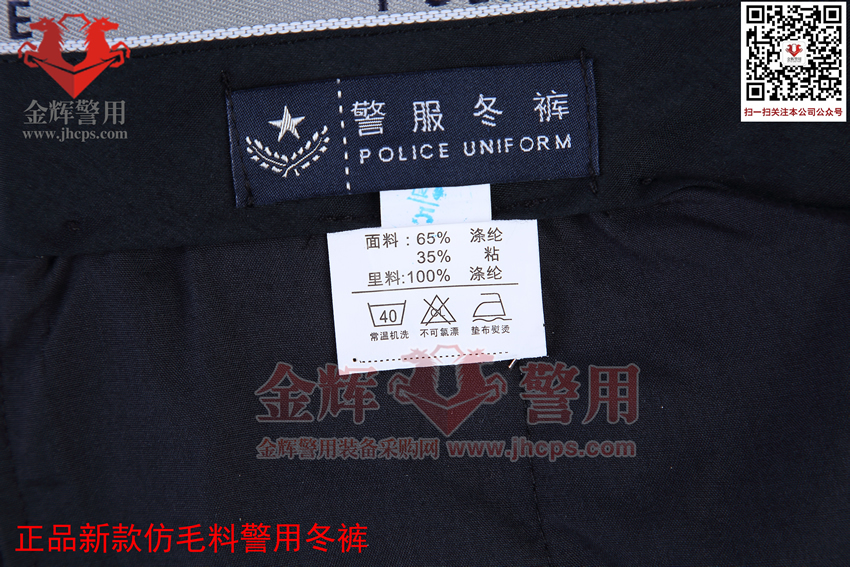 金辉警用
www.jhcps.com
扫一扫关注本公司公众号
警服冬裤
POLICE UNIFORM
面料：65% 涤纶
35% 粘
里料:100% 涤纶
40
CL
常温机洗 不可氯漂 垫布熨烫
金辉警用
金辉警用装备采购网 www.jhcps.com
正品新款仿毛料警用冬裤